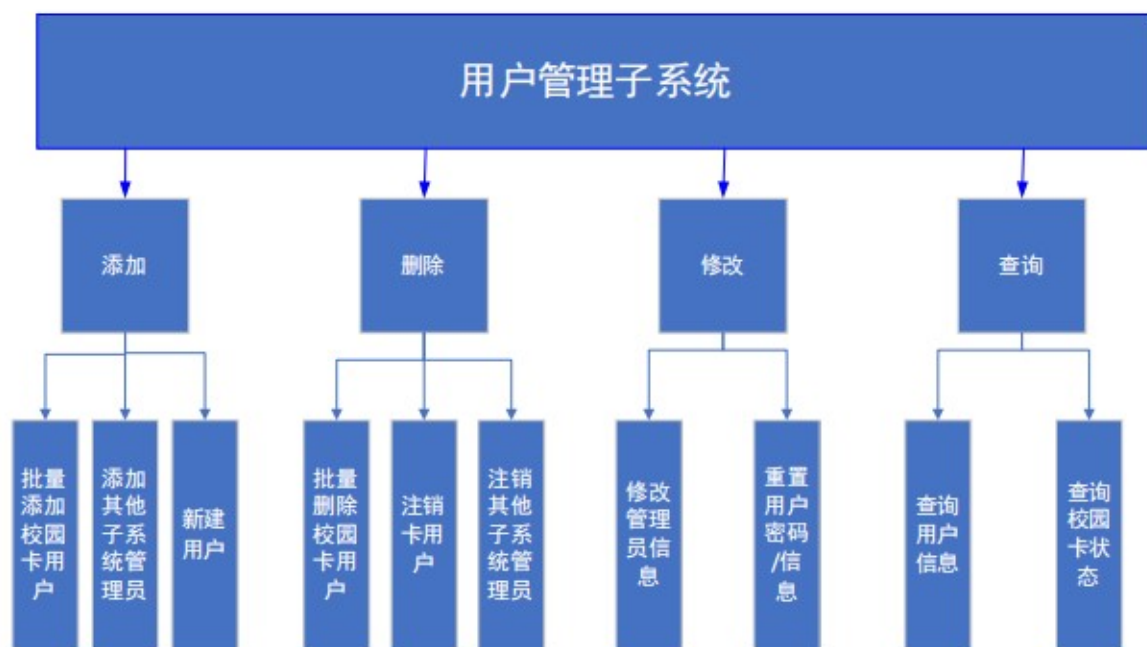 用户管理子系统
添加
删除
修改
查询
批量
添加
校园
卡用
户
添加
其他
子系
统管
理员
新建
用户
批量
删除
校园
卡用
户
注销
卡用
户
注销
其他
子系
统管
理员
修改
管理
员信
息
重置
用户
密码
/信
息
查询
用户
信息
查询
校园
卡状
态